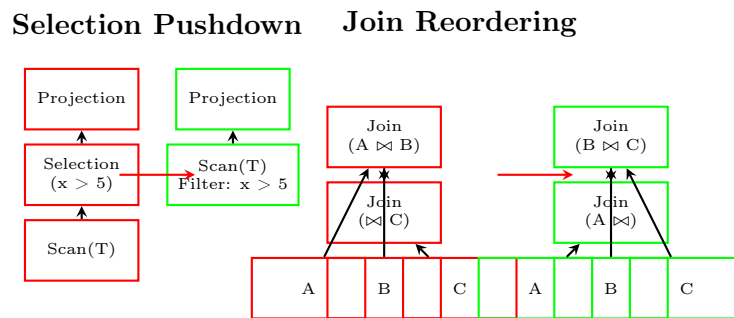 Selection Pushdown
Join Reordering
Projection
Selection
(x > 5)
Scan(T)
Projection
Scan(T)
Filter: x > 5
Join
(A ⋈ B)
Join
(⋈ C)
A
B
C
Join
(B ⋈ C)
Join
(A ⋈)
A
B
C